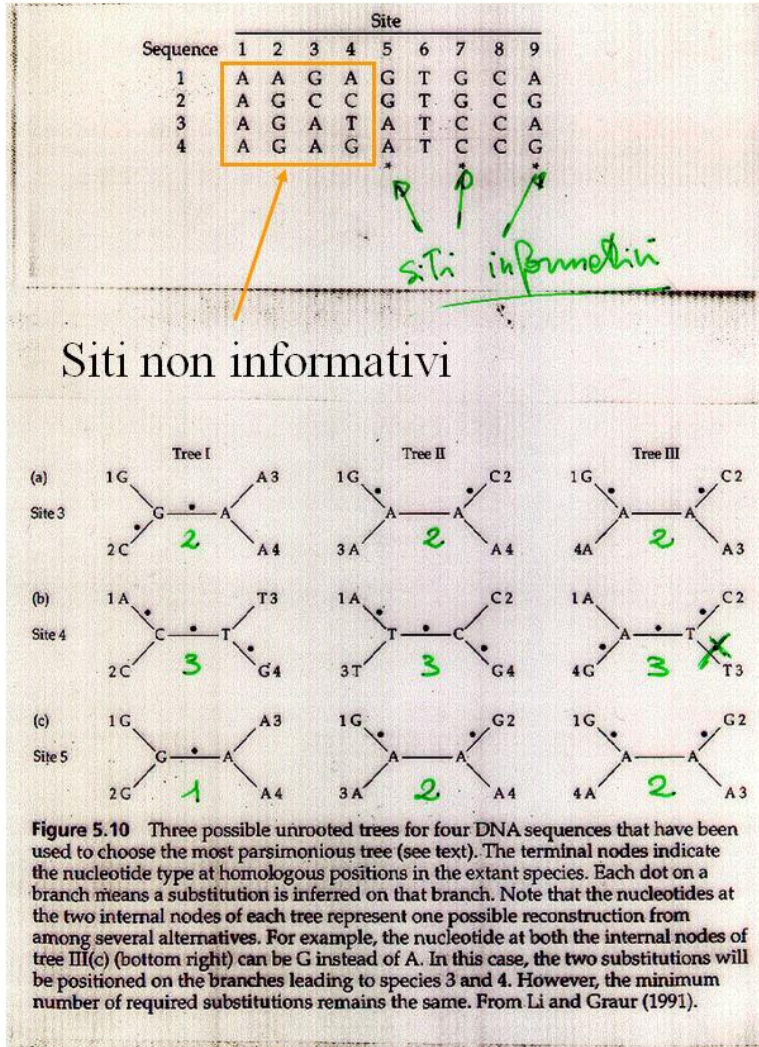 Site
Sequence 1 2 3 4 5 6 7 8 9
1 A A G A G T G C A
2 A G C C G T G C G
3 A G A T A T C C A
4 A G A G A T C C G
* * *
siti informativi
Siti non informativi
Tree I Tree II Tree III
(a) 1G A3 1G C2 1G C2
Site 3 G A A A A A
2C 2 A4 3A 2 A4 4A 2 A3
(b) 1A T3 1A C2 1A C2
Site 4 C T T C A T
2C 3 G4 3T 3 G4 4G 3 T3
(c) 1G A3 1G G2 1G G2
Site 5 G A A A A A
2G 1 A4 3A 2 A4 4A 2 A3
Figure 5.10 Three possible unrooted trees for four DNA sequences that have been
used to choose the most parsimonious tree (see text). The terminal nodes indicate
the nucleotide type at homologous positions in the extant species. Each dot on a
branch means a substitution is inferred on that branch. Note that the nucleotides at
the two internal nodes of each tree represent one possible reconstruction from
among several alternatives. For example, the nucleotide at both the internal nodes of
tree III(c) (bottom right) can be G instead of A. In this case, the two substitutions will
be positioned on the branches leading to species 3 and 4. However, the minimum
number of required substitutions remains the same. From Li and Graur (1991).